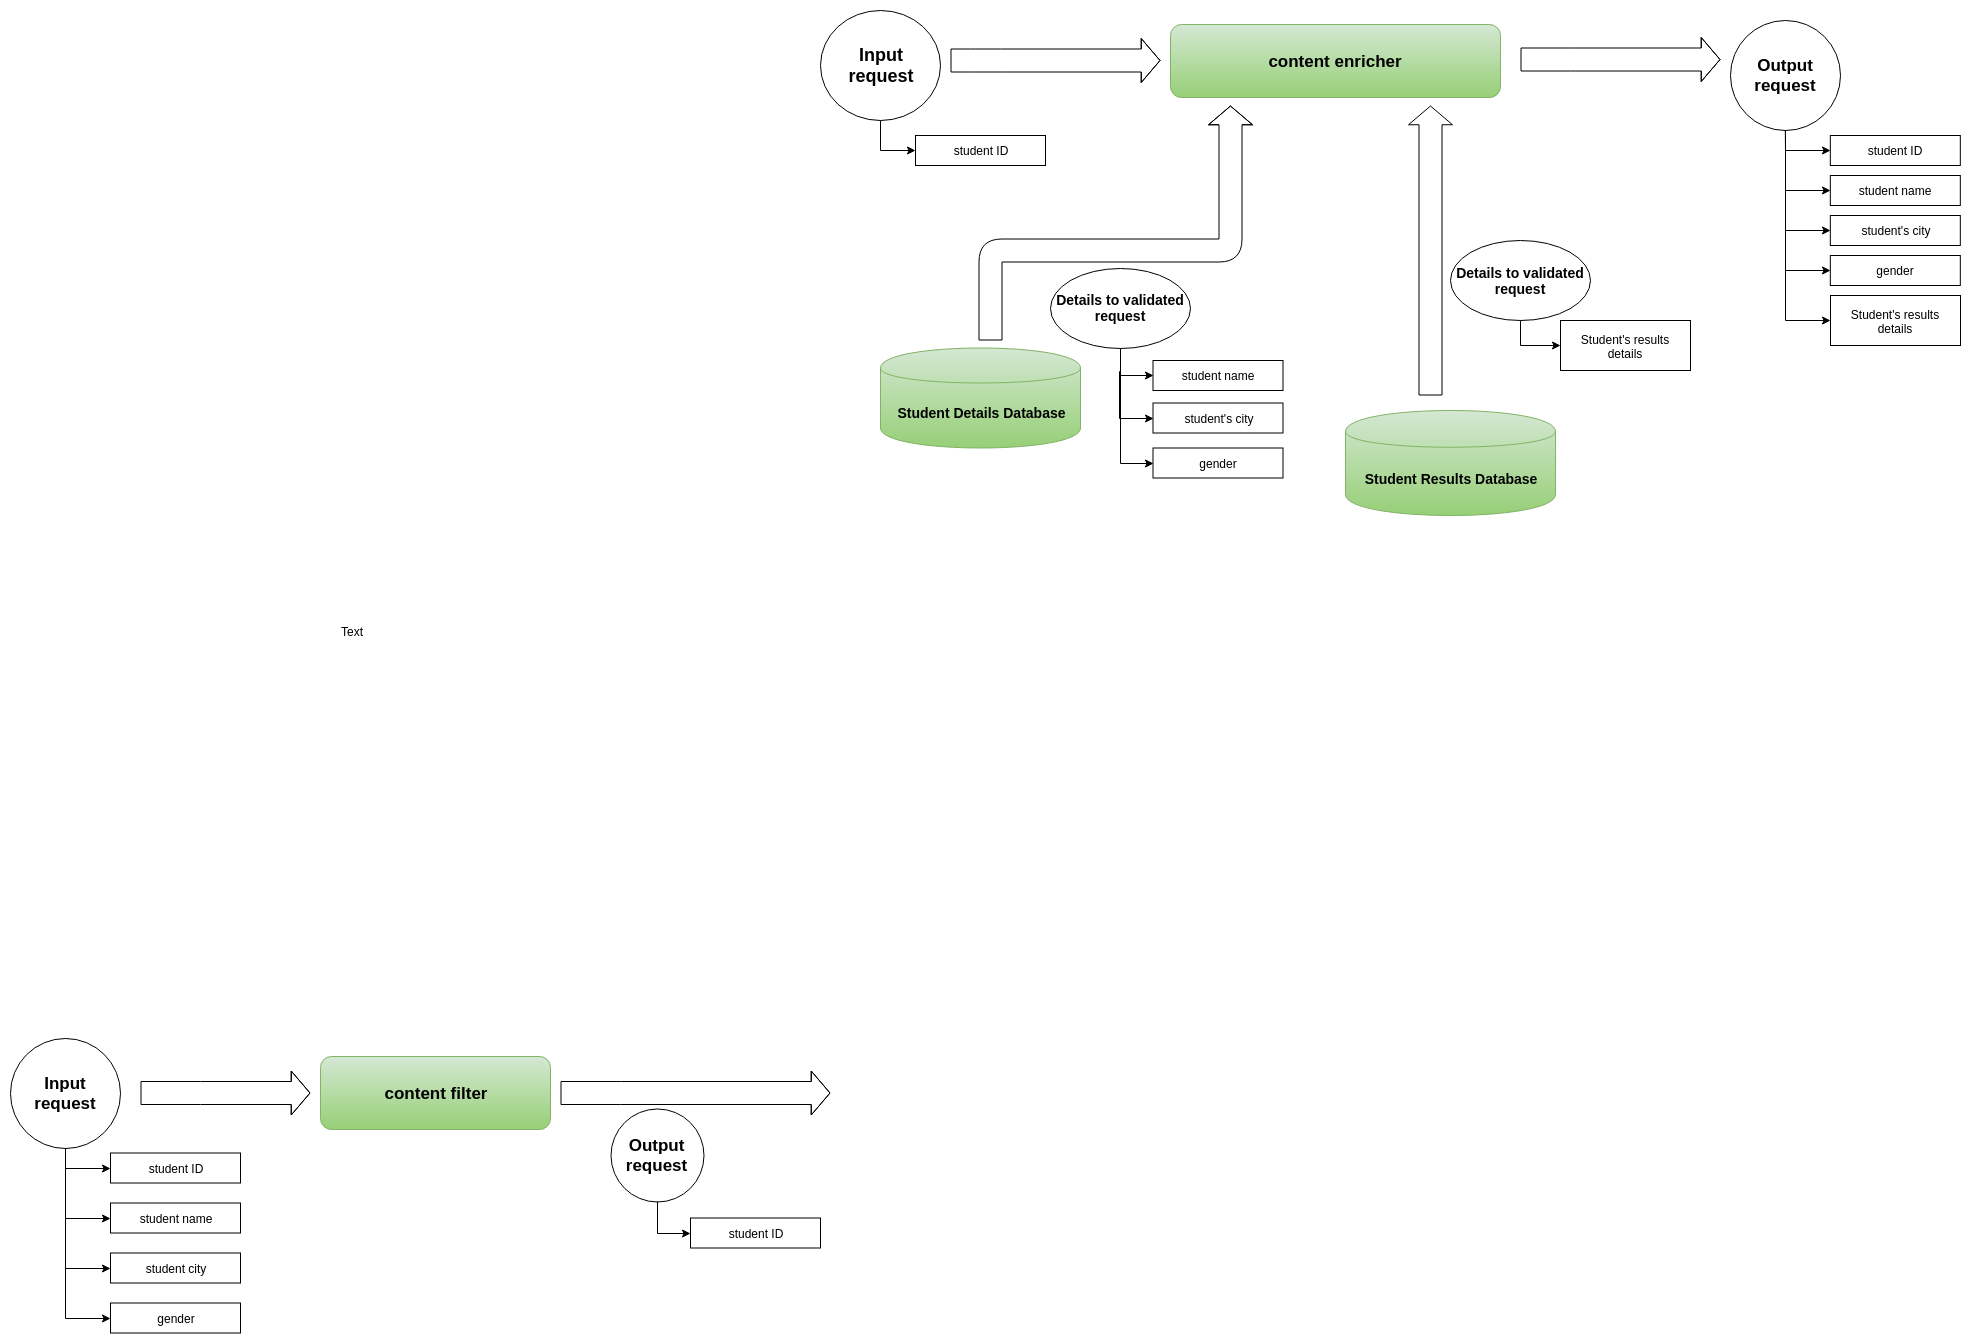 Input
request
content enricher
Output
request
student ID
student ID
student name
student's city
gender
Student's results
details
Details to validated
request
student name
student's city
gender
Details to validated
request
Student's results
details
Student Details Database
Student Results Database
Text
Input
request
content filter
Output
request
student ID
student name
student city
gender
student ID